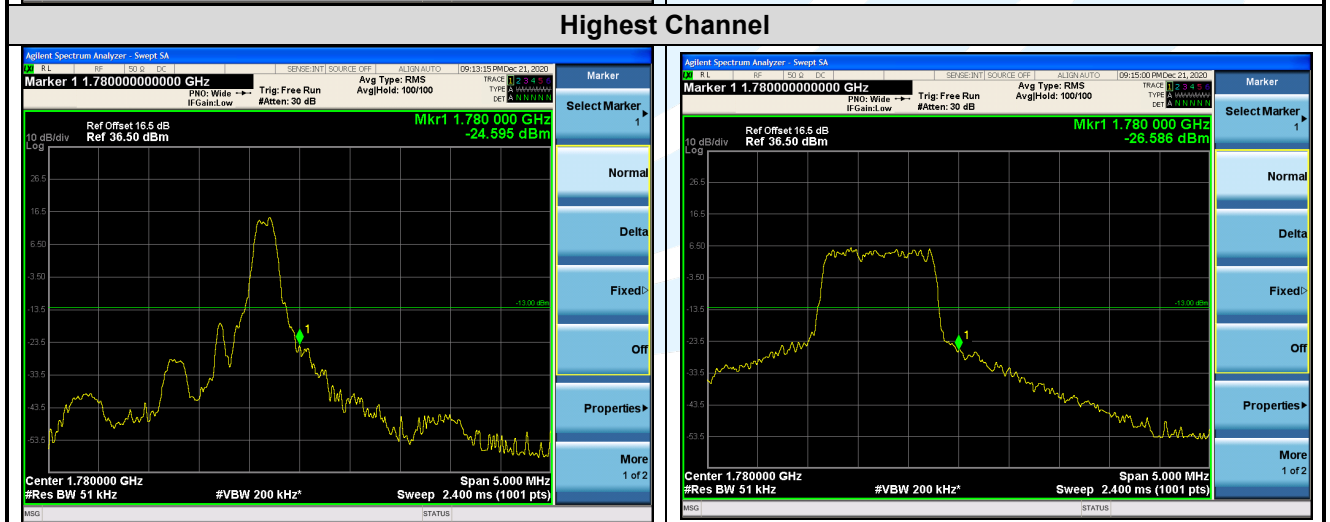 Highest Channel
Agilent Spectrum Analyzer - Swept SA
RL RF 50 Ω DC SENSE:INT SOURCE OFF ALIGN AUTO 09:13:15 PM Dec 21, 2020
Marker 1 1.780000000000 GHz
PNO: Wide
IFGain:Low
Trig: Free Run
#Atten: 30 dB
Avg Type: RMS
Avg|Hold: 100/100
TRACE 1 2 3 4 5 6
TYPE A
DET A N N N N N
Ref Offset 16.5 dB
10 dB/div Ref 36.50 dBm
Log
Mkr1 1.780 000 GHz
-24.595 dBm
26.5
16.5
6.50
-3.50
-13.5
-23.5
-33.5
-43.5
-53.5
-13.00 dBm
1
Center 1.780000 GHz Span 5.000 MHz
#Res BW 51 kHz #VBW 200 kHz* Sweep 2.400 ms (1001 pts)
MSG STATUS
Marker
Select Marker
1
Normal
Delta
Fixed
Off
Properties
More
1 of 2
Agilent Spectrum Analyzer - Swept SA
RL RF 50 Ω DC SENSE:INT SOURCE OFF ALIGN AUTO 09:15:00 PM Dec 21, 2020
Marker 1 1.780000000000 GHz
PNO: Wide
IFGain:Low
Trig: Free Run
#Atten: 30 dB
Avg Type: RMS
Avg|Hold: 100/100
TRACE 1 2 3 4 5 6
TYPE A
DET A N N N N N
Ref Offset 16.5 dB
10 dB/div Ref 36.50 dBm
Log
Mkr1 1.780 000 GHz
-26.586 dBm
26.5
16.5
6.50
-3.50
-13.5
-23.5
-33.5
-43.5
-53.5
-13.00 dBm
1
Center 1.780000 GHz Span 5.000 MHz
#Res BW 51 kHz #VBW 200 kHz* Sweep 2.400 ms (1001 pts)
MSG STATUS
Marker
Select Marker
1
Normal
Delta
Fixed
Off
Properties
More
1 of 2